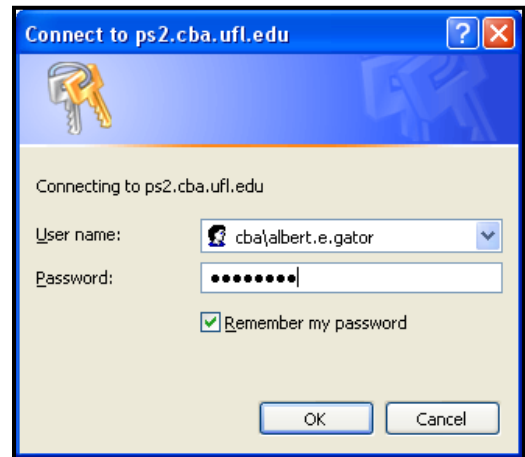 Connect to ps2.cba.ufl.edu
Connecting to ps2.cba.ufl.edu
User name: cba\albert.e.gator
Password: ●●●●●●●●
Remember my password
OK Cancel